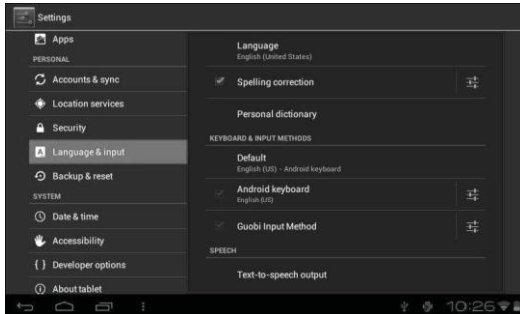 Settings
Apps
PERSONAL
Accounts & sync
Location services
Security
Language & input
Backup & reset
SYSTEM
Date & time
Accessibility
{ } Developer options
About tablet
Language
English (United States)
Spelling correction
Personal dictionary
KEYBOARD & INPUT METHODS
Default
English (US) - Android keyboard
Android keyboard
English (US)
Guobi Input Method
SPEECH
Text-to-speech output
10:26